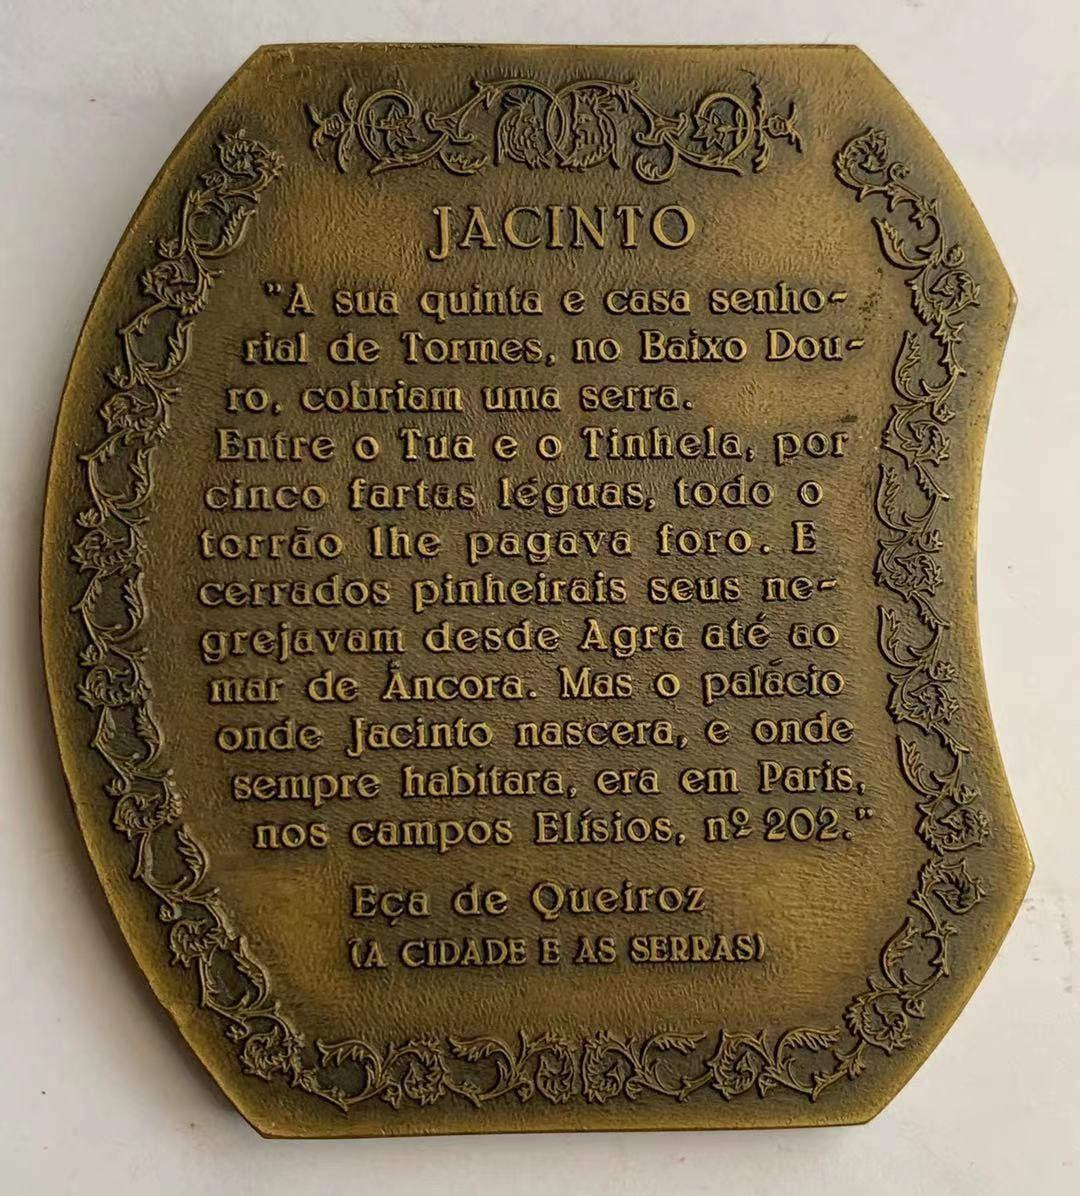 JACINTO
"A sua quinta e casa senho-
rial de Tormes, no Baixo Dou-
ro, cobriam uma serra.
Entre o Tua e o Tinhela, por
cinco fartas léguas, todo o
torrão lhe pagava foro. E
cerrados pinheirais seus ne-
grejavam desde Agra até ao
mar de Âncora. Mas o palácio
onde Jacinto nascera, e onde
sempre habitara, era em Paris,
nos campos Elísios, nº 202."
Eça de Queiroz
(A CIDADE E AS SERRAS)